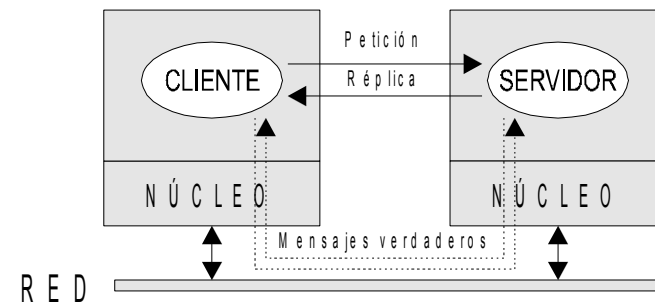 Petición
CLIENTE
Réplica
SERVIDOR
NÚCLEO
NÚCLEO
Mensajes verdaderos
RED